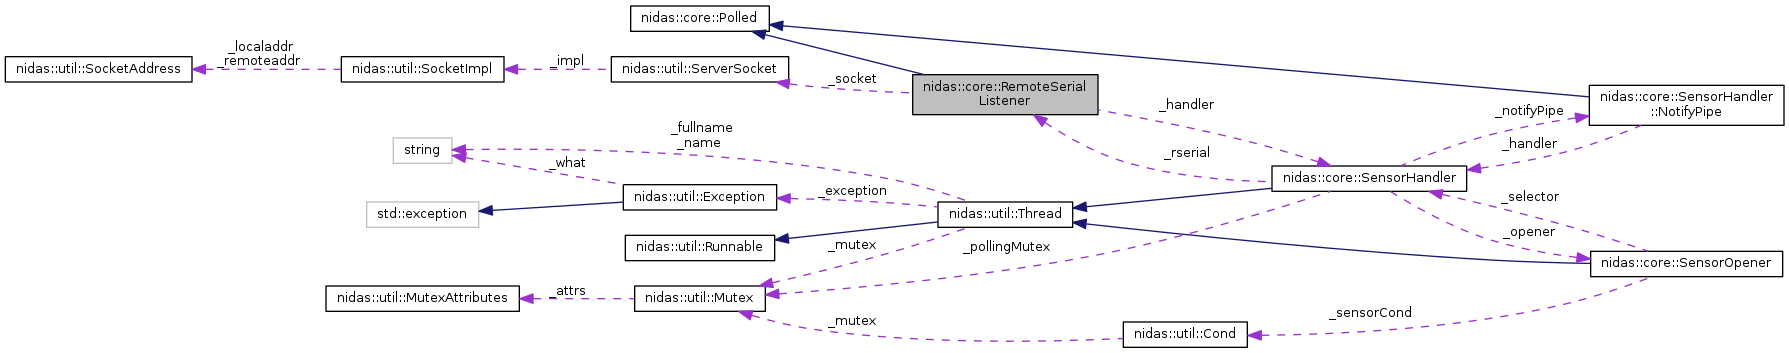 nidas::core::Polled
_localaddr
_remoteaddr
nidas::util::SocketAddress
nidas::util::SocketImpl
_impl
nidas::util::ServerSocket
_socket
nidas::core::RemoteSerial
Listener
_handler
nidas::core::SensorHandler
::NotifyPipe
_notifyPipe
_handler
_fullname
_name
string
_what
_rserial
nidas::core::SensorHandler
nidas::util::Exception
_exception
std::exception
nidas::util::Thread
_selector
nidas::util::Runnable
_mutex
_pollingMutex
_opener
nidas::core::SensorOpener
nidas::util::MutexAttributes
_attrs
nidas::util::Mutex
_mutex
_sensorCond
nidas::util::Cond